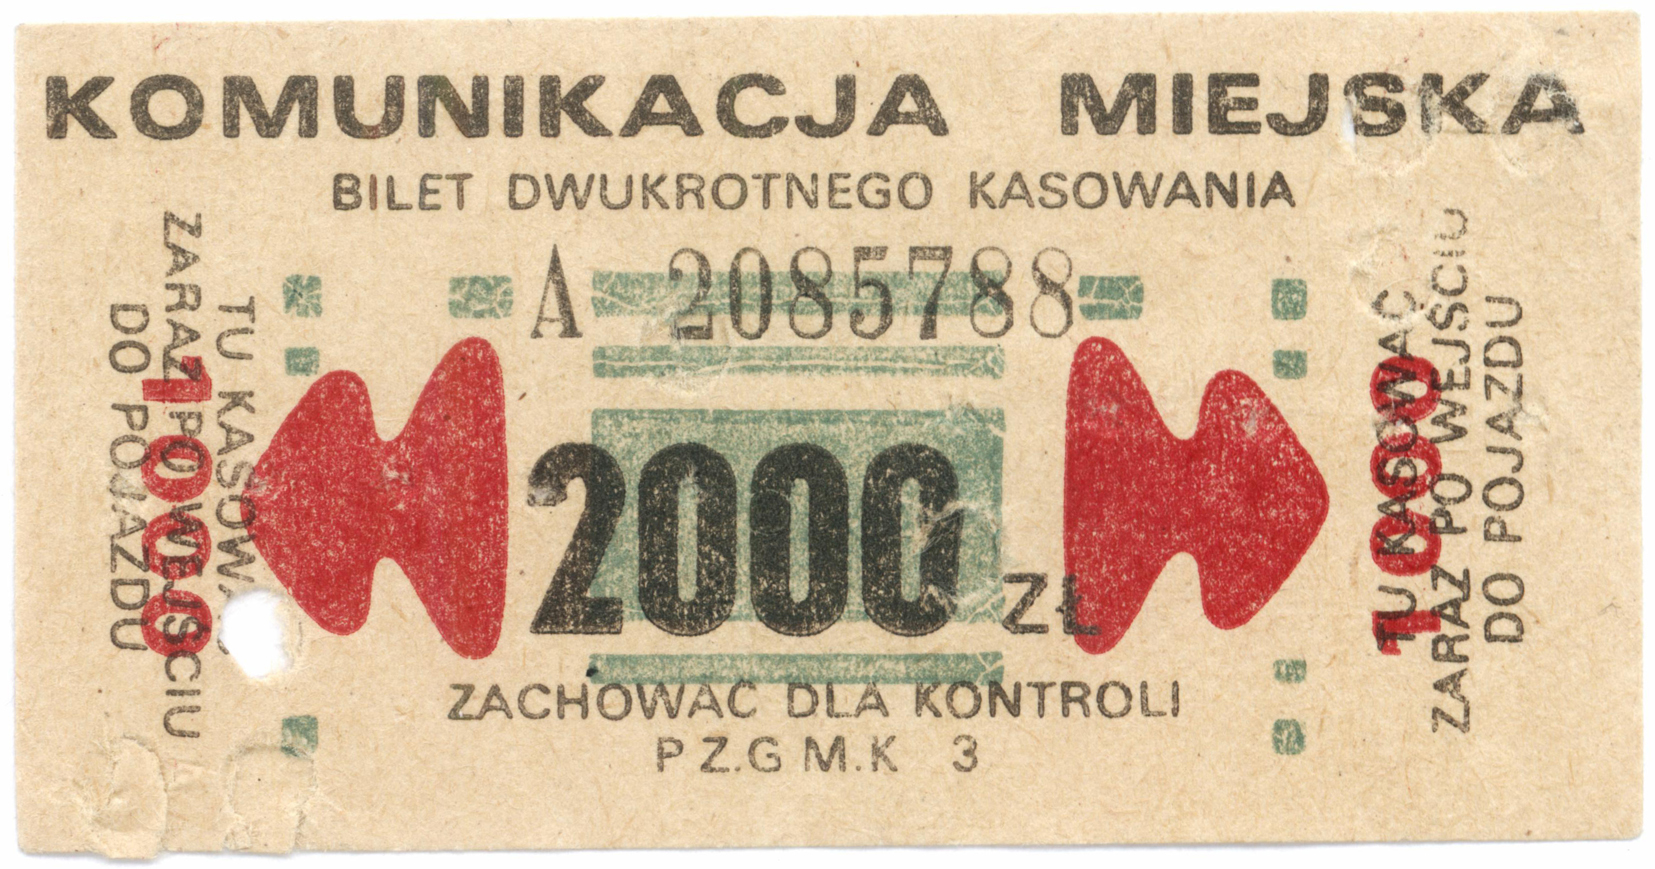 KOMUNIKACJA MIEJSKA
BILET DWUKROTNEGO KASOWANIA
A 2085788
TU KASOWAĆ
ZARAZ PO WEJŚCIU
DO POJAZDU
1000
2000 ZŁ
TU KASOWAĆ
ZARAZ PO WEJŚCIU
DO POJAZDU
1000
ZACHOWAĆ DLA KONTROLI
P Z.G M.K 3